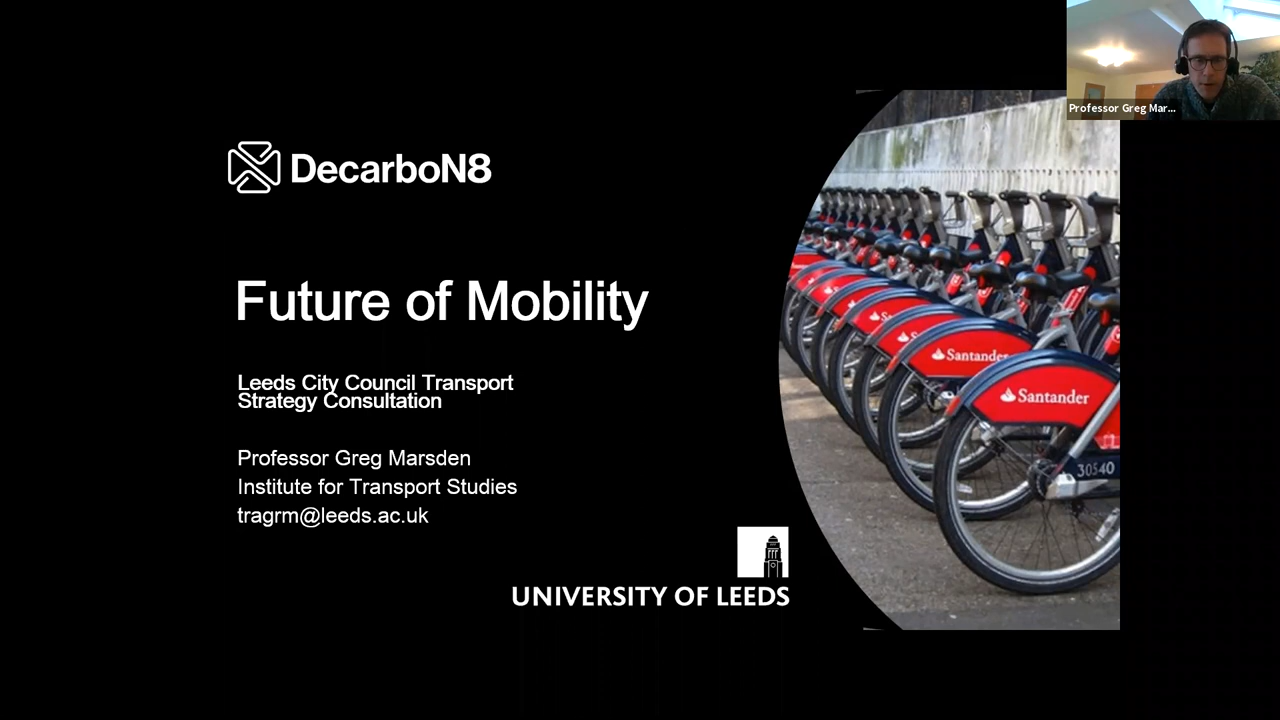 Professor Greg Mar...
DecarboN8
Future of Mobility
Leeds City Council Transport
Strategy Consultation
Professor Greg Marsden
Institute for Transport Studies
tragrm@leeds.ac.uk
UNIVERSITY OF LEEDS
Santander
Santander
30540